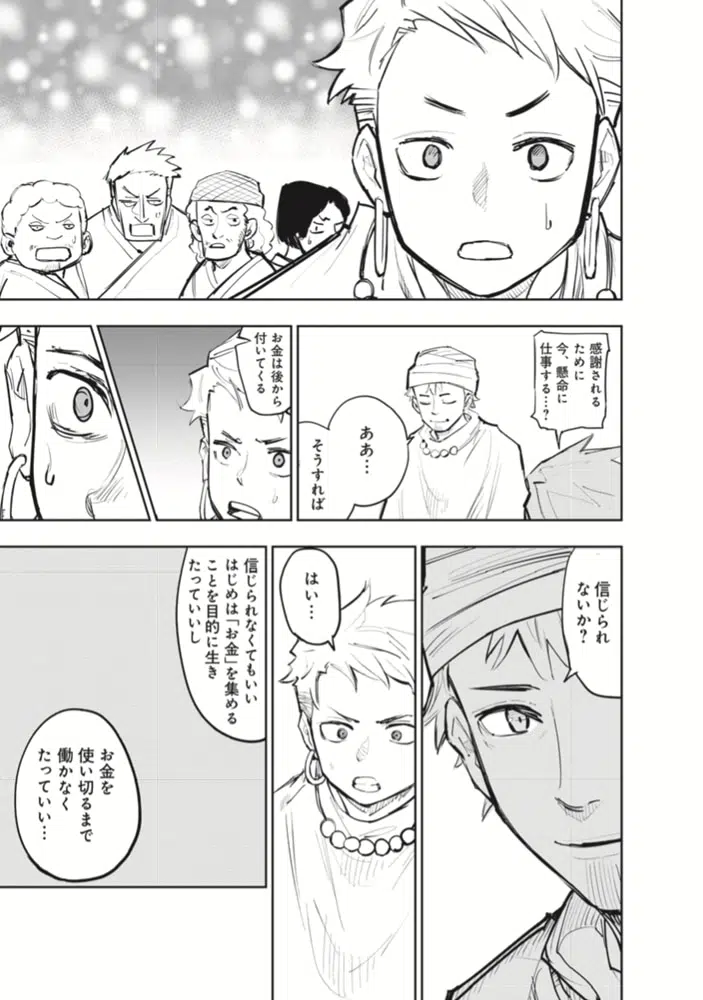 感謝される
ために
今、懸命に
仕事する…?
ああ…
そうすれば
お金は後から
付いてくる
信じられ
ないか?
はい…
信じられなくてもいい
はじめは「お金」を集める
ことを目的に生き
たっていいし
お金を
使い切るまで
働かなく
たっていい…